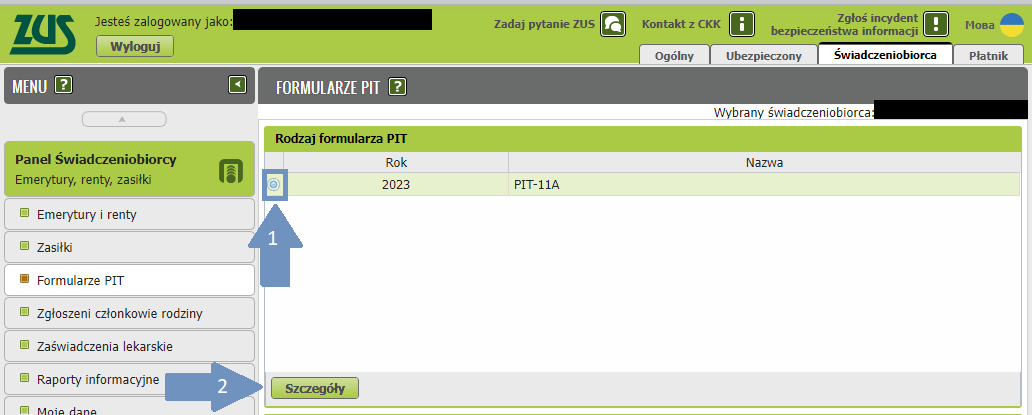 ZUS
Jesteś zalogowany jako:
Wyloguj
Zadaj pytanie ZUS
Kontakt z CKK
Zgłoś incydent
bezpieczeństwa informacji
Мова
Ogólny
Ubezpieczony
Świadczeniobiorca
Płatnik
MENU ?
FORMULARZE PIT ?
Wybrany świadczeniobiorca:
Panel Świadczeniobiorcy
Emerytury, renty, zasiłki
Emerytury i renty
Zasiłki
Formularze PIT
Zgłoszeni członkowie rodziny
Zaświadczenia lekarskie
Raporty informacyjne
Moje dane
Rodzaj formularza PIT
Rok Nazwa
2023 PIT-11A
1
2
Szczegóły